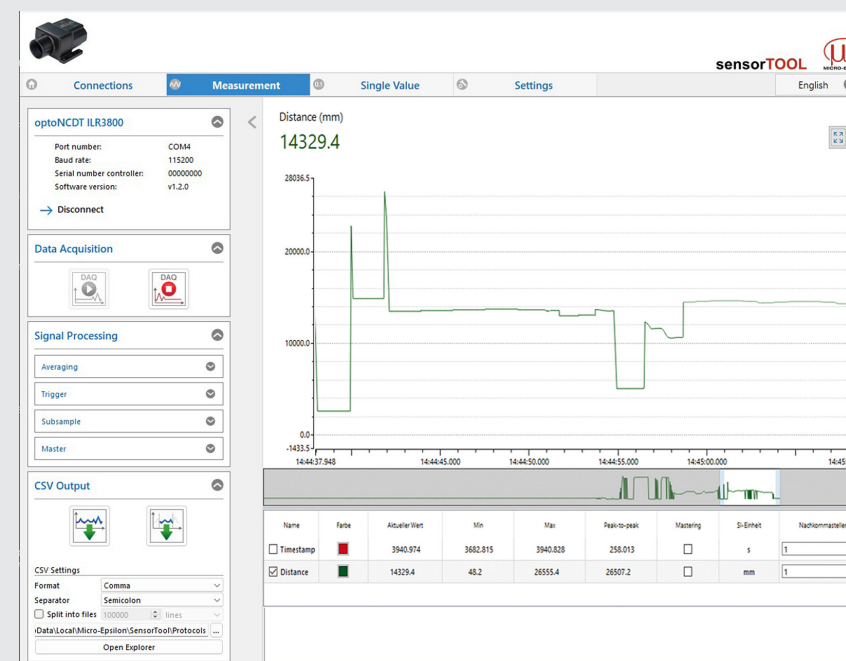 sensorTOOL
MICRO-E
Connections
Measurement
Single Value
Settings
English
optoNCDT ILR3800
Port number: COM4
Baud rate: 115200
Serial number controller: 00000000
Software version: v1.2.0
Disconnect
Data Acquisition
DAQ
DAQ
Signal Processing
Averaging
Trigger
Subsample
Master
CSV Output
CSV Settings
Format Comma
Separator Semicolon
Split into files 100000 lines
Data\Local\Micro-Epsilon\SensorTool\Protocols ...
Open Explorer
Distance (mm)
14329.4
28036.5
20000.0
10000.0
0.0
-1433.5
14:44:37.948 14:44:45.000 14:44:50.000 14:44:55.000 14:45:00.000 14:45
Name Farbe Aktueller Wert Min Max Peak-to-peak Mastering SI-Einheit Nachkommastellen
Timestamp 3940.974 3682.815 3940.828 258.013 s 1
Distance 14329.4 48.2 26555.4 26507.2 mm 1